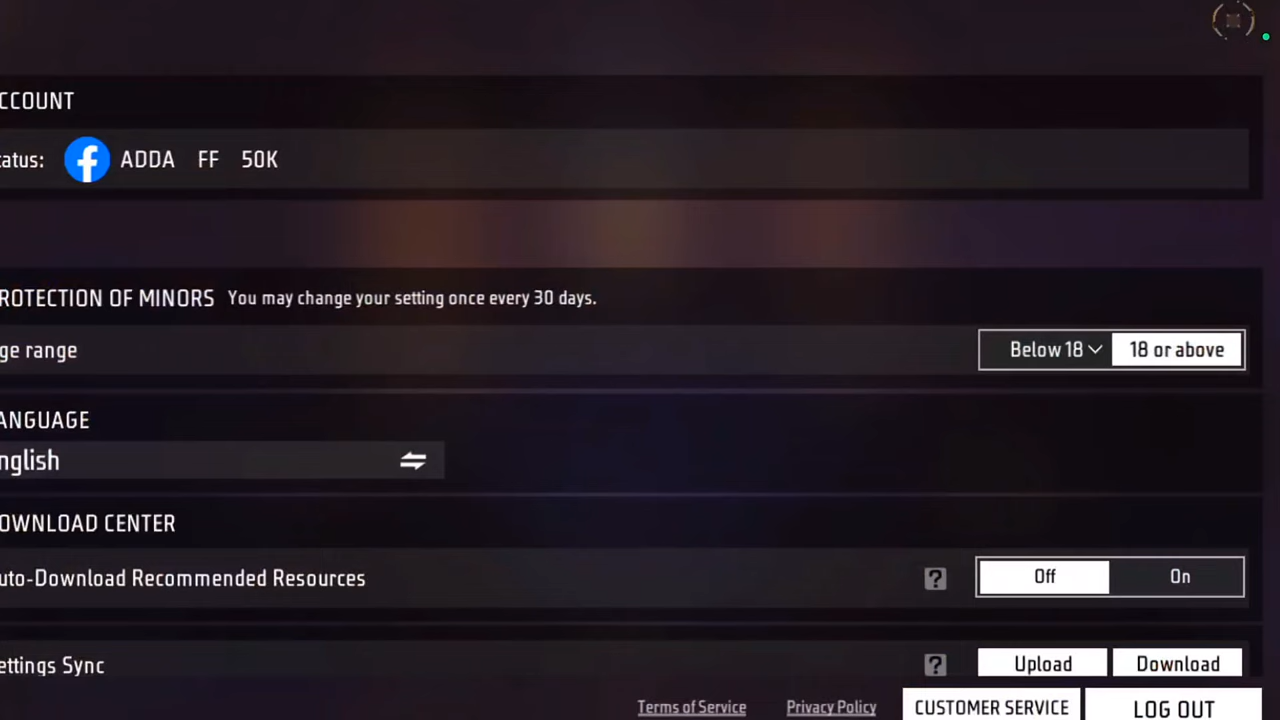 CCOUNT
tatus: ADDA FF 50K
ROTECTION OF MINORS You may change your setting once every 30 days.
ge range Below 18 18 or above
ANGUAGE
nglish
OWNLOAD CENTER
uto-Download Recommended Resources ? Off On
ettings Sync ? Upload Download
Terms of Service Privacy Policy CUSTOMER SERVICE LOG OUT